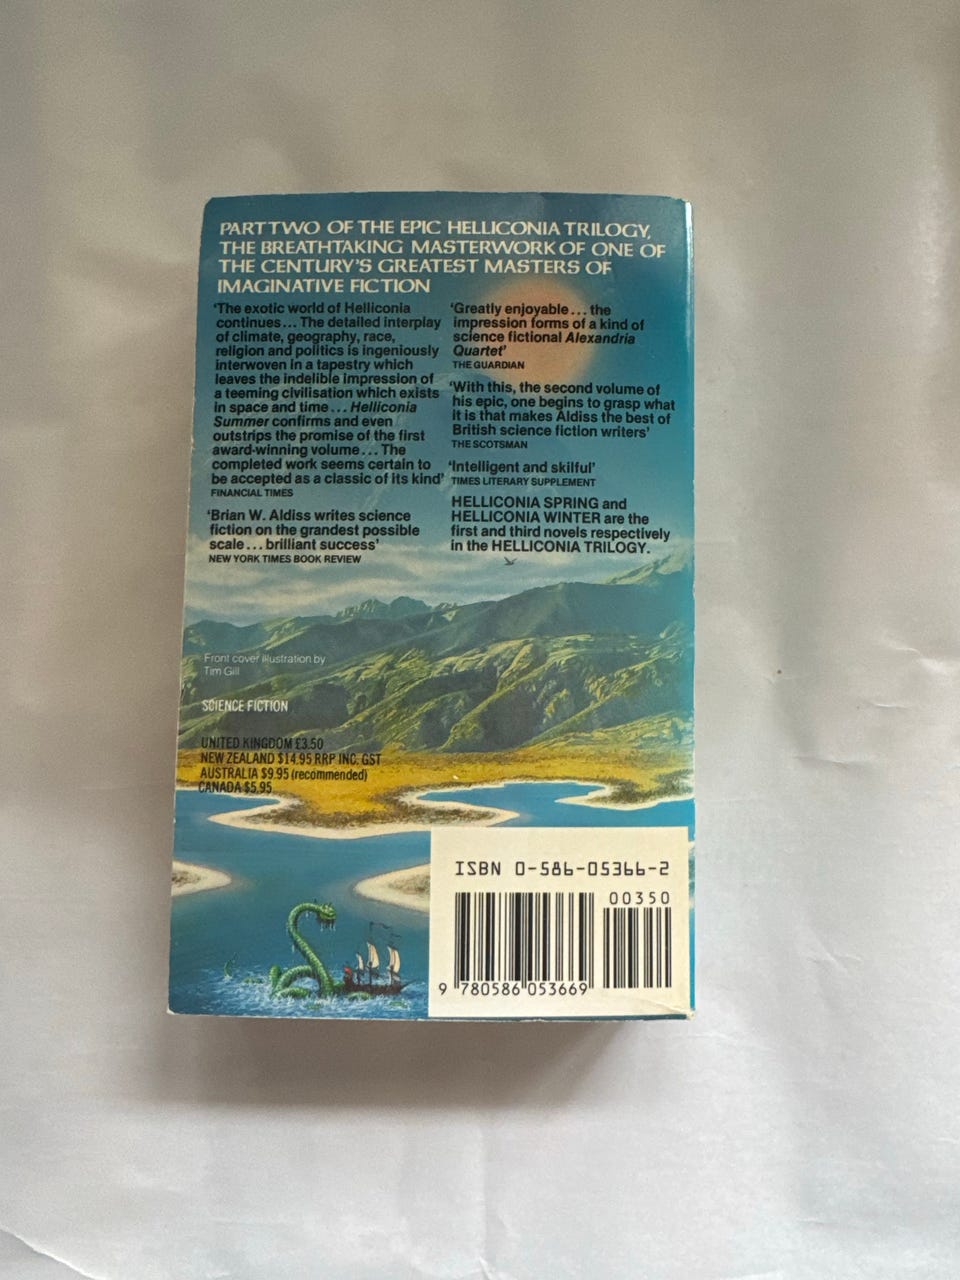 PART TWO OF THE EPIC HELLICONIA TRILOGY,
THE BREATHTAKING MASTERWORK OF ONE OF
THE CENTURY'S GREATEST MASTERS OF
IMAGINATIVE FICTION
'The exotic world of Helliconia
continues... The detailed interplay
of climate, geography, race,
religion and politics is ingeniously
interwoven in a tapestry which
leaves the indelible impression of
a teeming civilisation which exists
in space and time... Helliconia
Summer confirms and even
outstrips the promise of the first
award-winning volume... The
completed work seems certain to
be accepted as a classic of its kind'
FINANCIAL TIMES
'Brian W. Aldiss writes science
fiction on the grandest possible
scale... brilliant success'
NEW YORK TIMES BOOK REVIEW
'Greatly enjoyable... the
impression forms of a kind of
science fictional Alexandria
Quartet'
THE GUARDIAN
'With this, the second volume of
his epic, one begins to grasp what
it is that makes Aldiss the best of
British science fiction writers'
THE SCOTSMAN
'Intelligent and skilful'
TIMES LITERARY SUPPLEMENT
HELLICONIA SPRING and
HELLICONIA WINTER are the
first and third novels respectively
in the HELLICONIA TRILOGY.
Front cover illustration by
Tim Gill
SCIENCE FICTION
UNITED KINGDOM £3.50
NEW ZEALAND $14.95 RRP INC. GST
AUSTRALIA $9.95 (recommended)
CANADA $5.95
ISBN 0-586-05366-2
00350
9 780586 053669